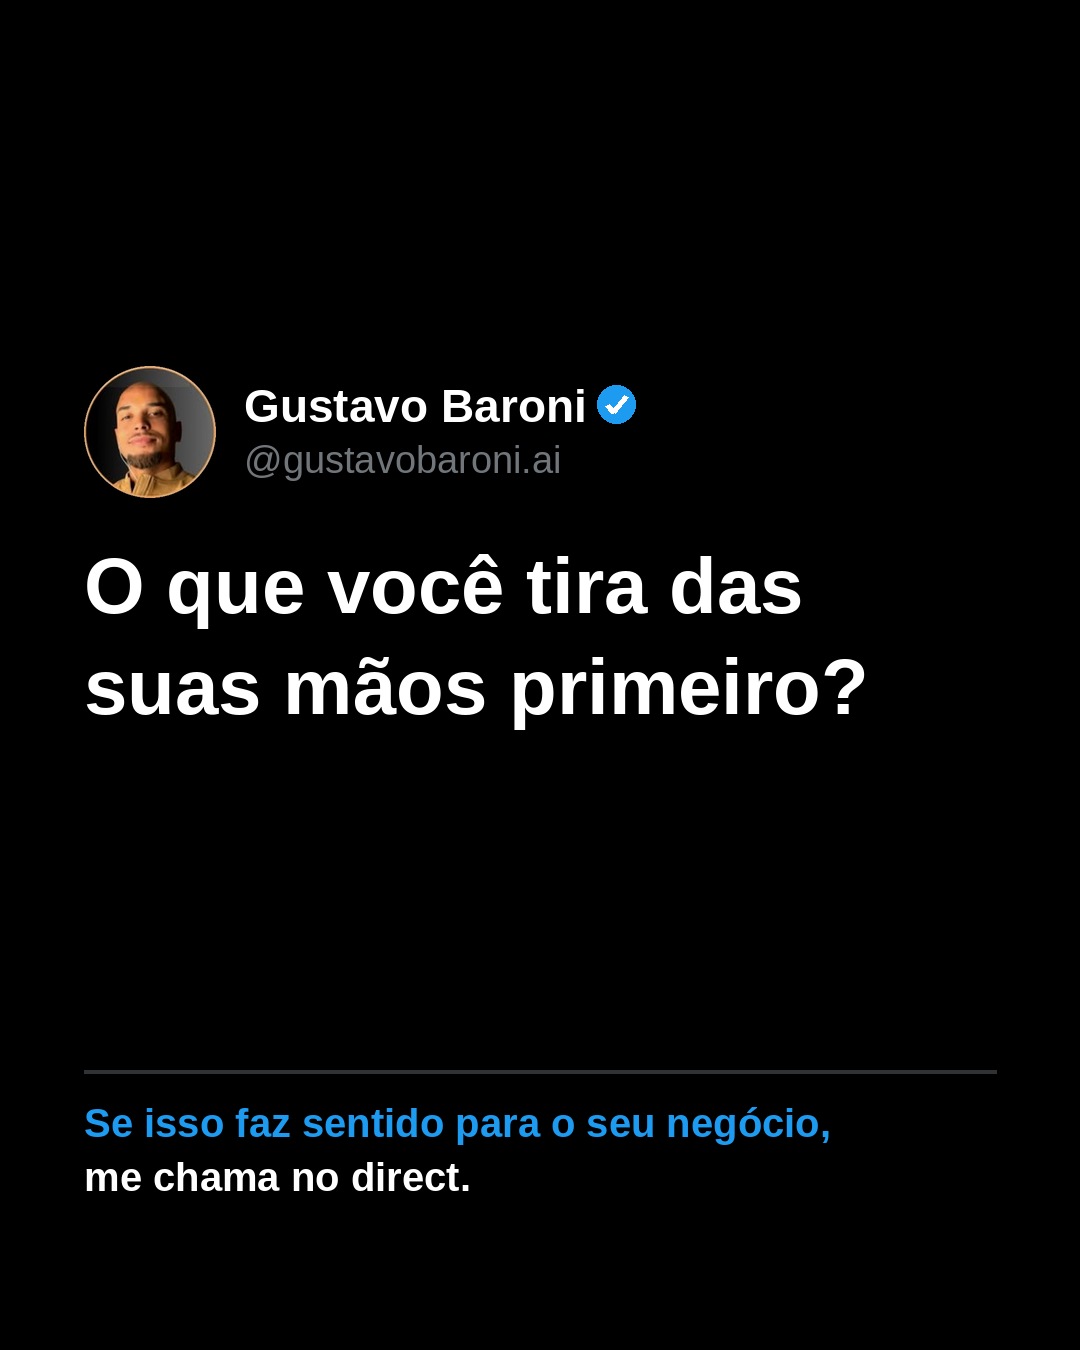 Gustavo Baroni
@gustavobaroni.ai
O que você tira das
suas mãos primeiro?
Se isso faz sentido para o seu negócio,
me chama no direct.